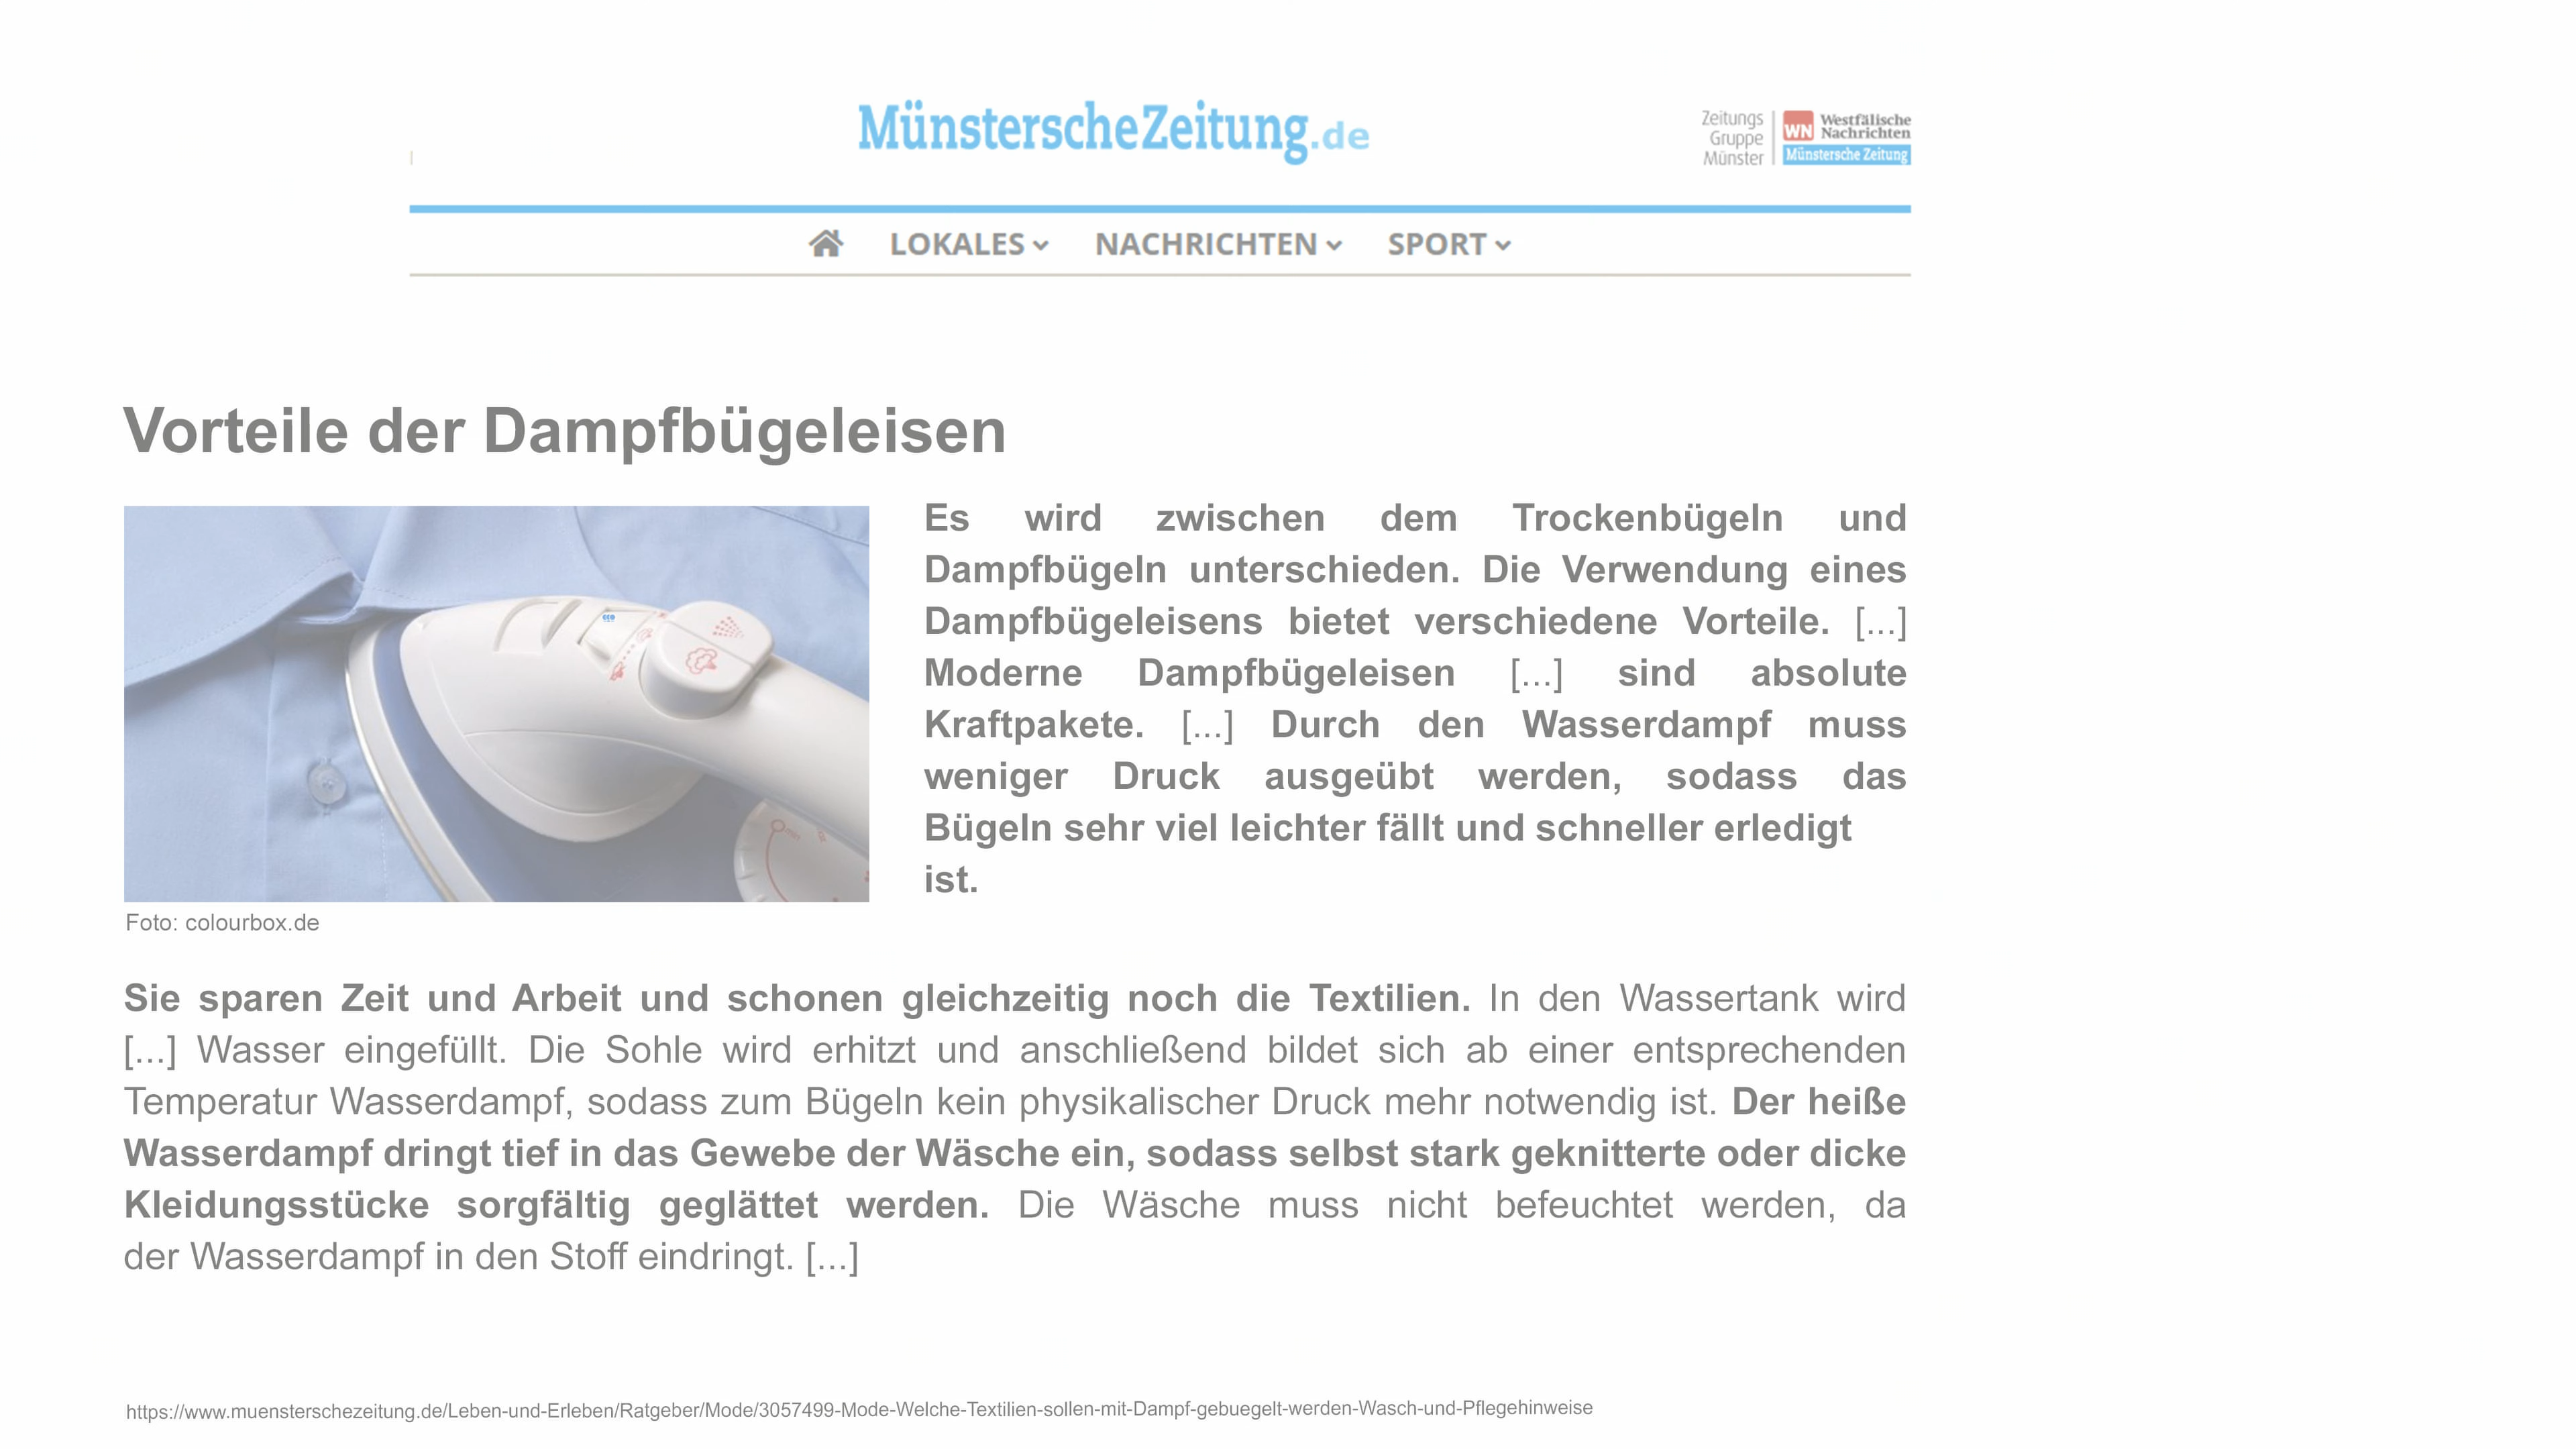 MünsterscheZeitung.de
Zeitungs
Gruppe
Münster
WN
Westfälische
Nachrichten
Münstersche Zeitung
LOKALES
NACHRICHTEN
SPORT
Vorteile der Dampfbügeleisen
Es wird zwischen dem Trockenbügeln und
Dampfbügeln unterschieden. Die Verwendung eines
Dampfbügeleisens bietet verschiedene Vorteile. [...]
Moderne Dampfbügeleisen [...] sind absolute
Kraftpakete. [...] Durch den Wasserdampf muss
weniger Druck ausgeübt werden, sodass das
Bügeln sehr viel leichter fällt und schneller erledigt
ist.
Foto: colourbox.de
Sie sparen Zeit und Arbeit und schonen gleichzeitig noch die Textilien. In den Wassertank wird
[...] Wasser eingefüllt. Die Sohle wird erhitzt und anschließend bildet sich ab einer entsprechenden
Temperatur Wasserdampf, sodass zum Bügeln kein physikalischer Druck mehr notwendig ist. Der heiße
Wasserdampf dringt tief in das Gewebe der Wäsche ein, sodass selbst stark geknitterte oder dicke
Kleidungsstücke sorgfältig geglättet werden. Die Wäsche muss nicht befeuchtet werden, da
der Wasserdampf in den Stoff eindringt. [...]
https://www.muensterschezeitung.de/Leben-und-Erleben/Ratgeber/Mode/3057499-Mode-Welche-Textilien-sollen-mit-Dampf-gebuegelt-werden-Wasch-und-Pflegehinweise